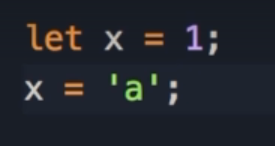 let x = 1;
x = 'a';